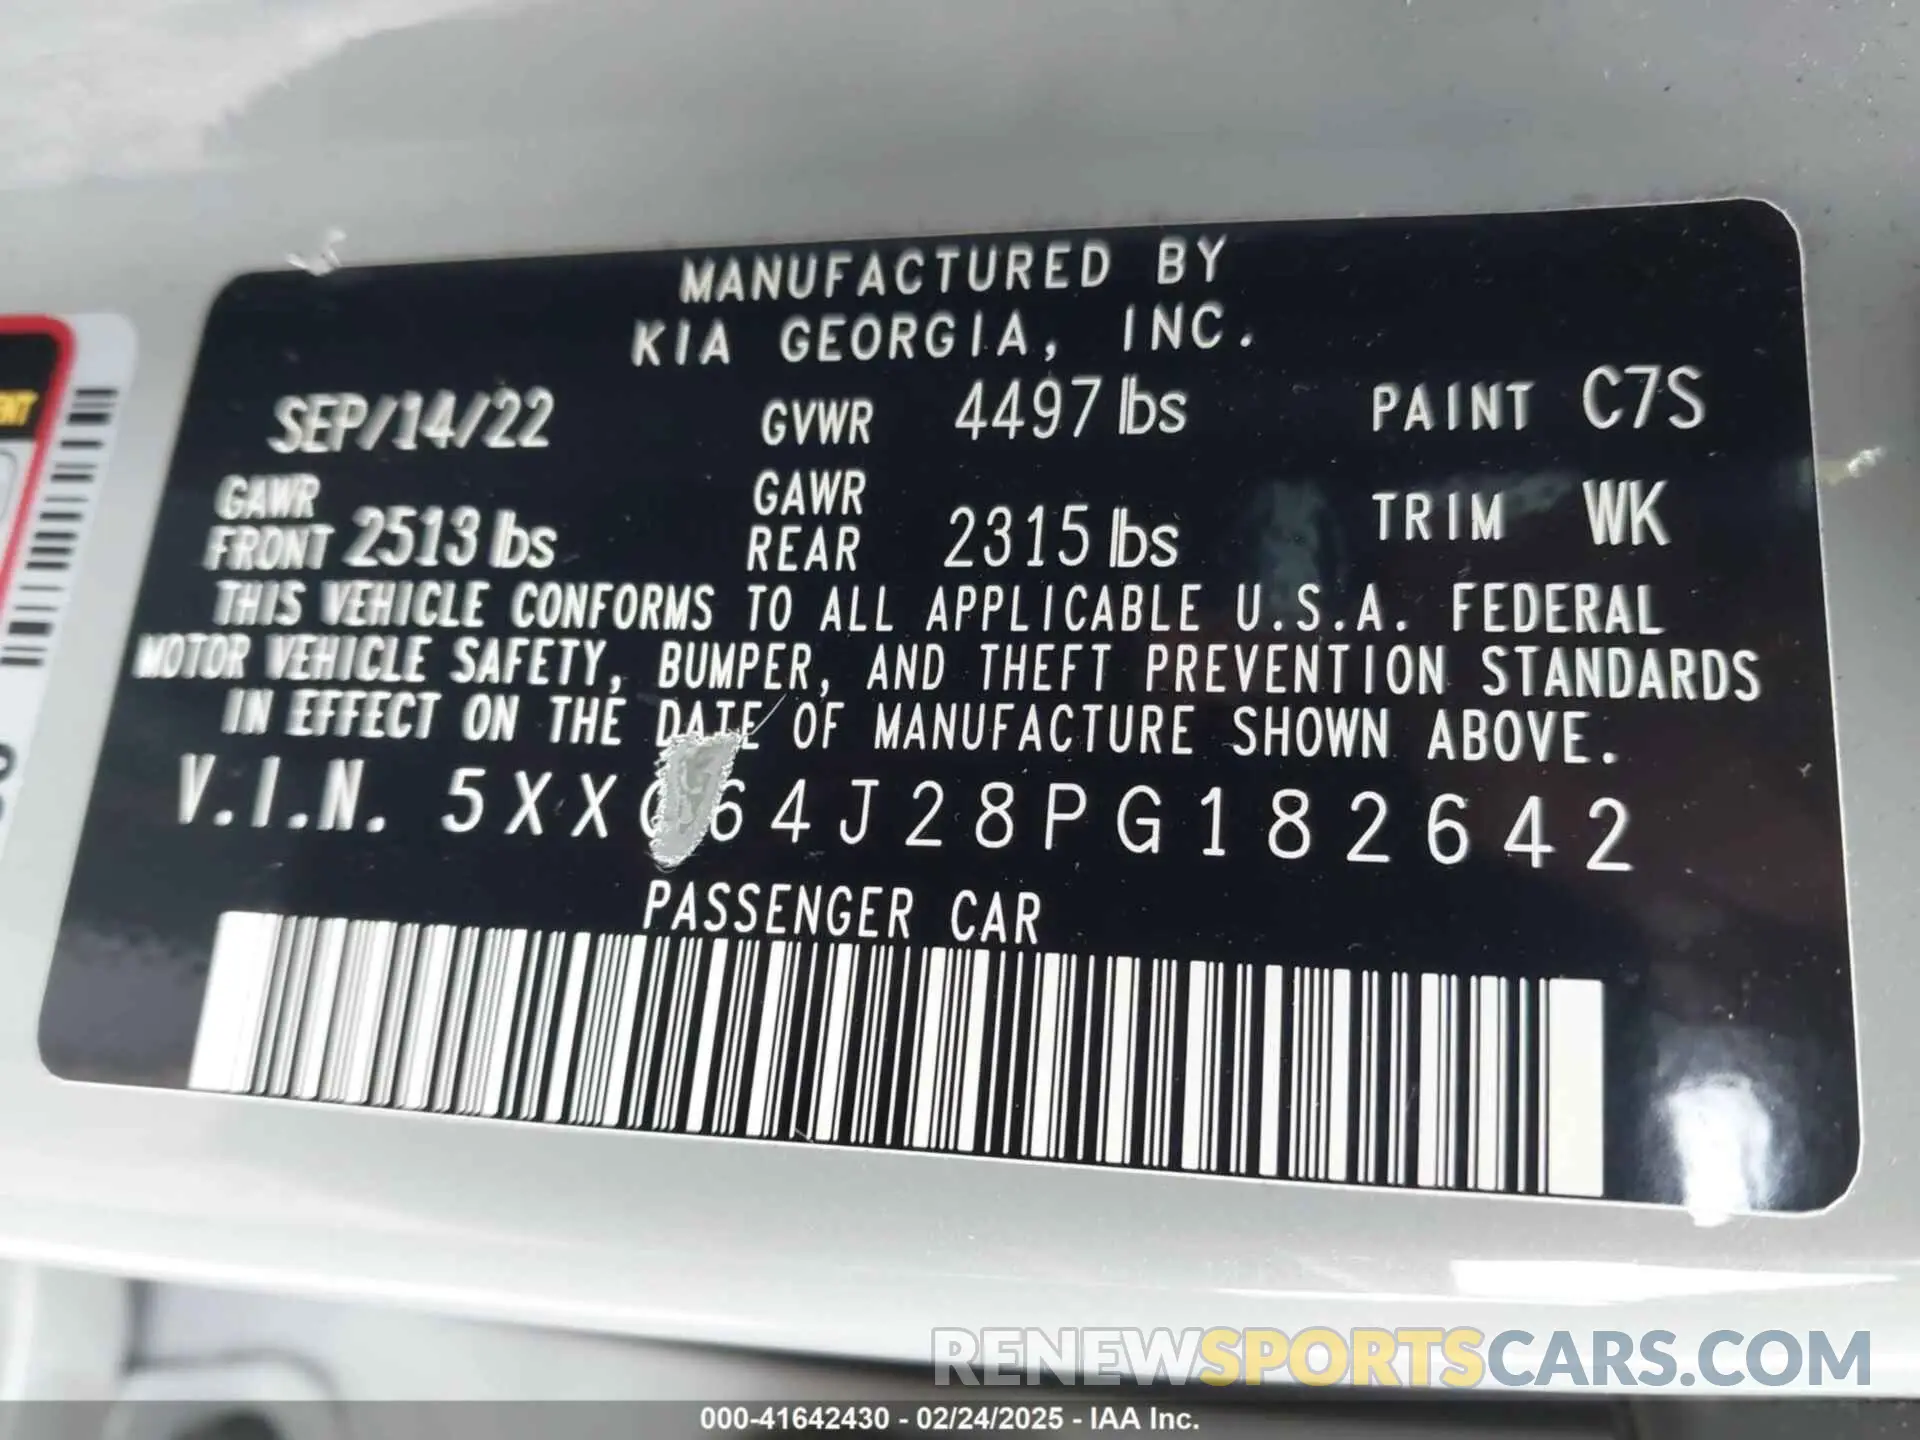 MANUFACTURED BY
KIA GEORGIA, INC.
SEP/14/22 GVWR 4497 lbs PAINT C7S
GAWR FRONT 2513 lbs GAWR REAR 2315 lbs TRIM WK
THIS VEHICLE CONFORMS TO ALL APPLICABLE U.S.A. FEDERAL
MOTOR VEHICLE SAFETY, BUMPER, AND THEFT PREVENTION STANDARDS
IN EFFECT ON THE DATE OF MANUFACTURE SHOWN ABOVE.
V.I.N. 5XXG64J28PG182642
PASSENGER CAR
RENEWSPORTSCARS.COM
000-41642430 - 02/24/2025 - IAA Inc.